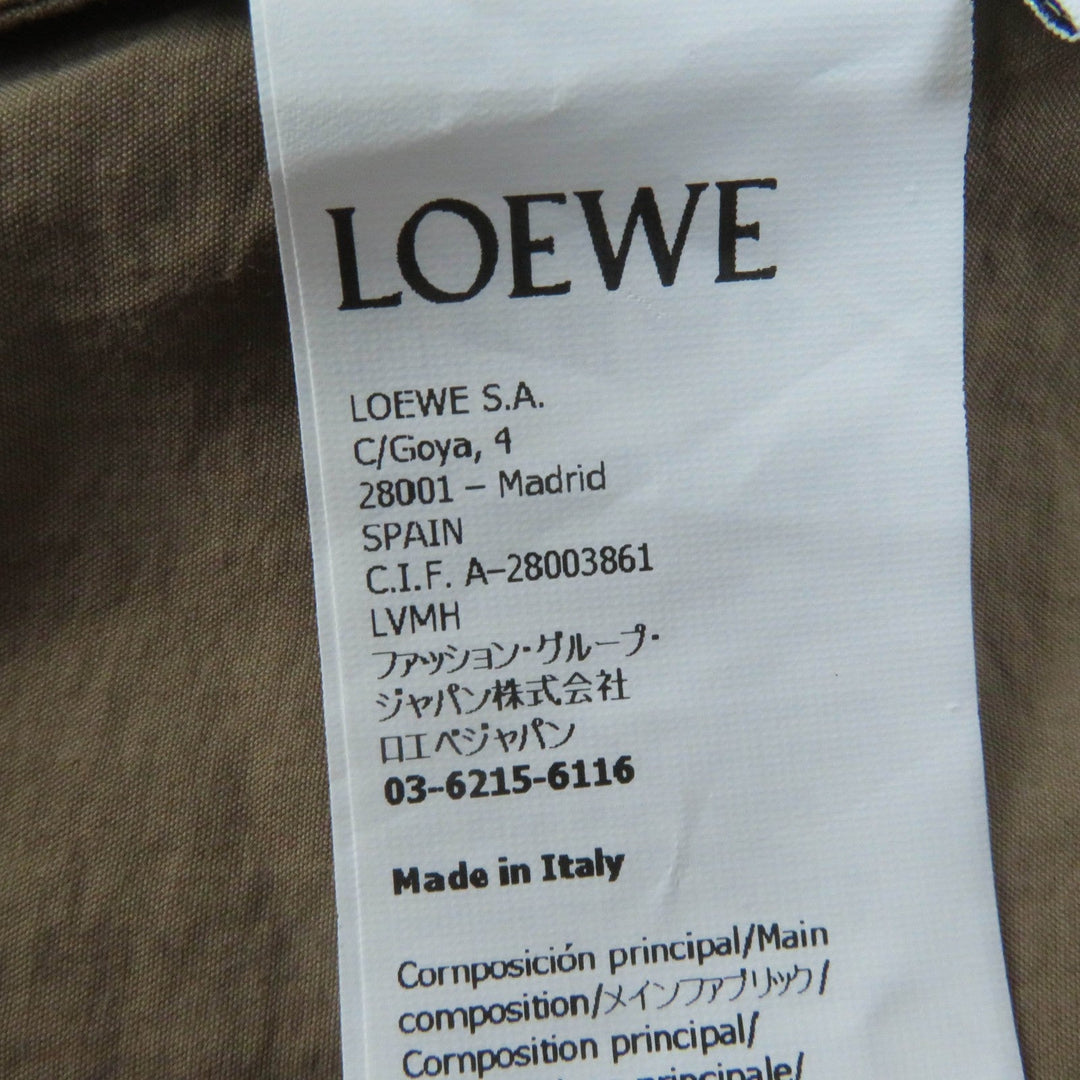 LOEWE
LOEWE S.A.
C/Goya, 4
28001 – Madrid
SPAIN
C.I.F. A–28003861
LVMH
ファッション・グループ・
ジャパン株式会社
ロエベジャパン
03-6215-6116
Made in Italy
Composición principal/Main
composition/メインファブリック/
Composition principal/
principale/